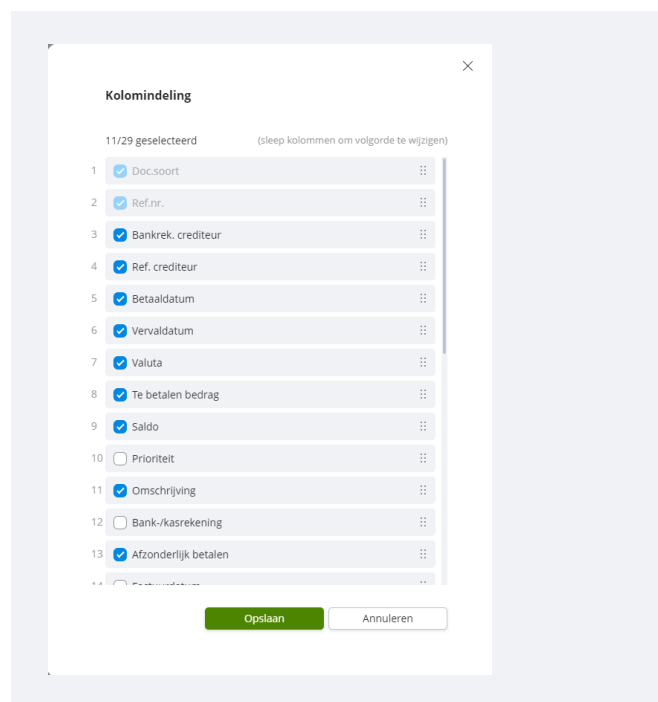 Kolomindeling
11/29 geselecteerd (sleep kolommen om volgorde te wijzigen)
1 Doc.soort
2 Ref.nr.
3 Bankrek. crediteur
4 Ref. crediteur
5 Betaaldatum
6 Vervaldatum
7 Valuta
8 Te betalen bedrag
9 Saldo
10 Prioriteit
11 Omschrijving
12 Bank-/kasrekening
13 Afzonderlijk betalen
14 Factuurdatum
Opslaan Annuleren